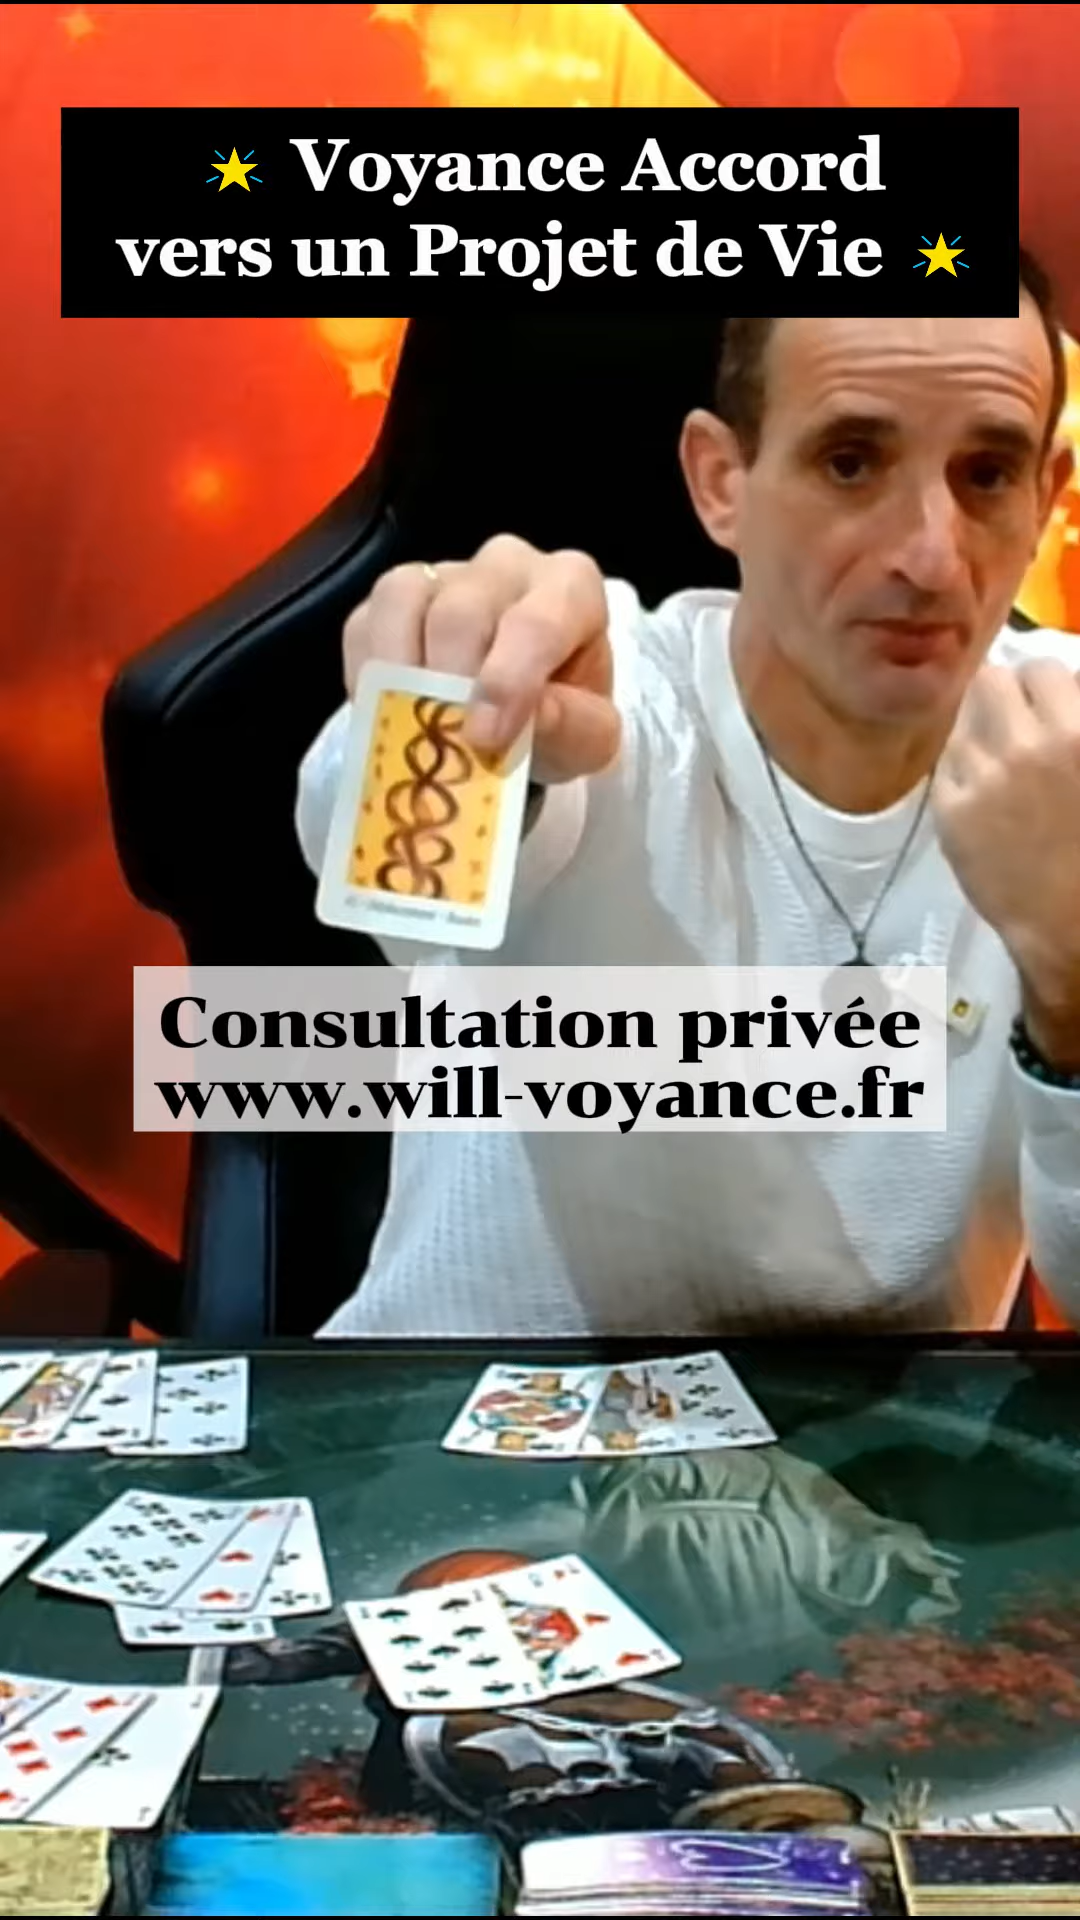 🌟 Voyance Accord
vers un Projet de Vie 🌟
Consultation privée
www.will-voyance.fr